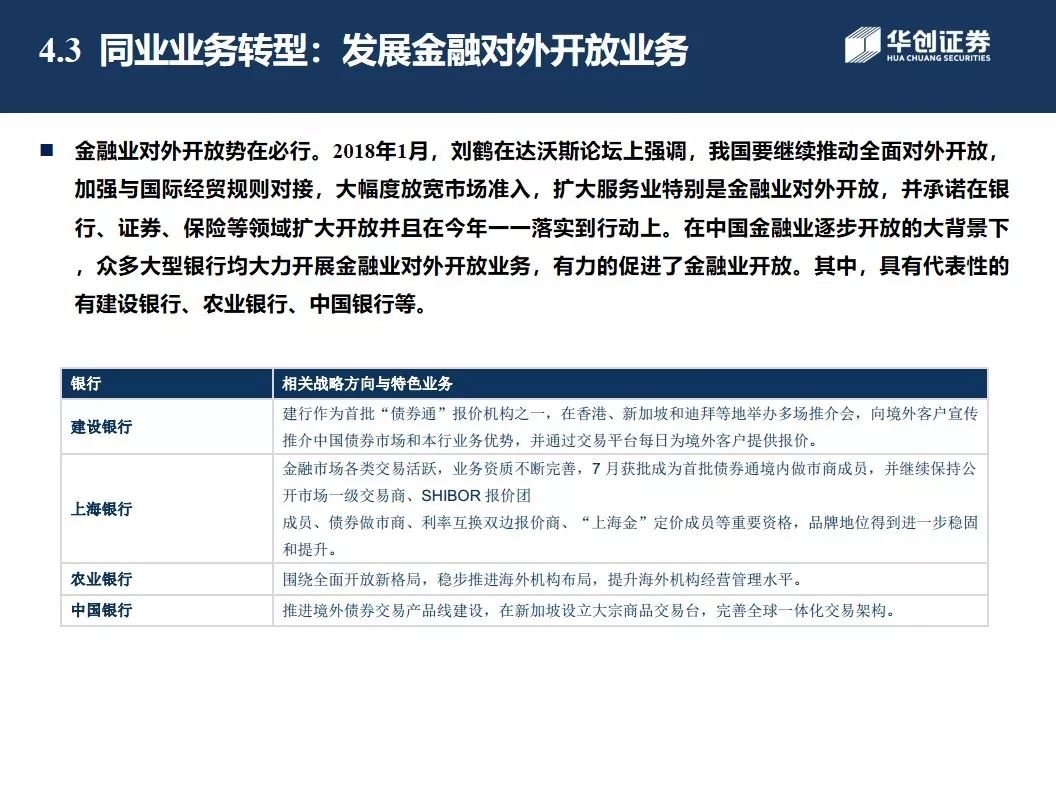 4.3 同业业务转型：发展金融对外开放业务
华创证券
HUA CHUANG SECURITIES
■ 金融业对外开放势在必行。2018年1月，刘鹤在达沃斯论坛上强调，我国要继续推动全面对外开放，
加强与国际经贸规则对接，大幅度放宽市场准入，扩大服务业特别是金融业对外开放，并承诺在银
行、证券、保险等领域扩大开放并且在今年一一落实到行动上。在中国金融业逐步开放的大背景下
，众多大型银行均大力开展金融业对外开放业务，有力的促进了金融业开放。其中，具有代表性的
有建设银行、农业银行、中国银行等。
银行 相关战略方向与特色业务
建设银行
建行作为首批“债券通”报价机构之一，在香港、新加坡和迪拜等地举办多场推介会，向境外客户宣传
推介中国债券市场和本行业务优势，并通过交易平台每日为境外客户提供报价。
上海银行
金融市场各类交易活跃，业务资质不断完善，7 月获批成为首批债券通境内做市商成员，并继续保持公
开市场一级交易商、SHIBOR 报价团
成员、债券做市商、利率互换双边报价商、“上海金”定价成员等重要资格，品牌地位得到进一步稳固
和提升。
农业银行 围绕全面开放新格局，稳步推进海外机构布局，提升海外机构经营管理水平。
中国银行 推进境外债券交易产品线建设，在新加坡设立大宗商品交易台，完善全球一体化交易架构。